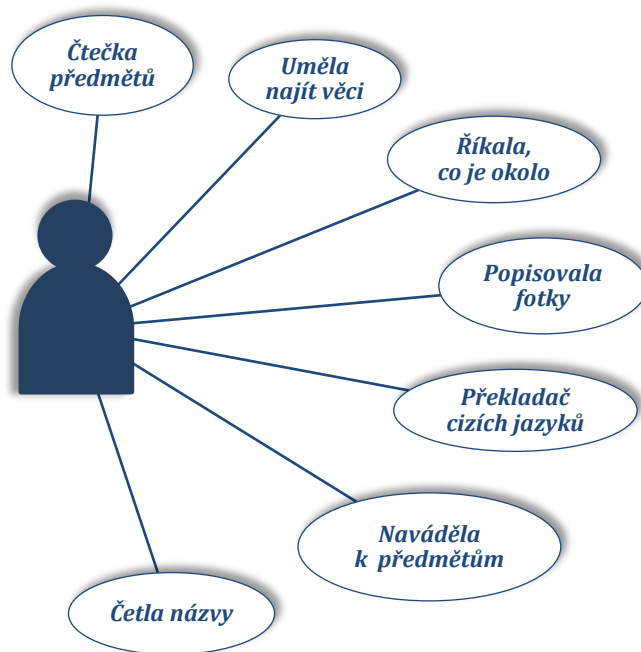 Čtečka
předmětů
Uměla
najít věci
Říkala,
co je okolo
Popisovala
fotky
Překladač
cizích jazyků
Naváděla
k předmětům
Četla názvy